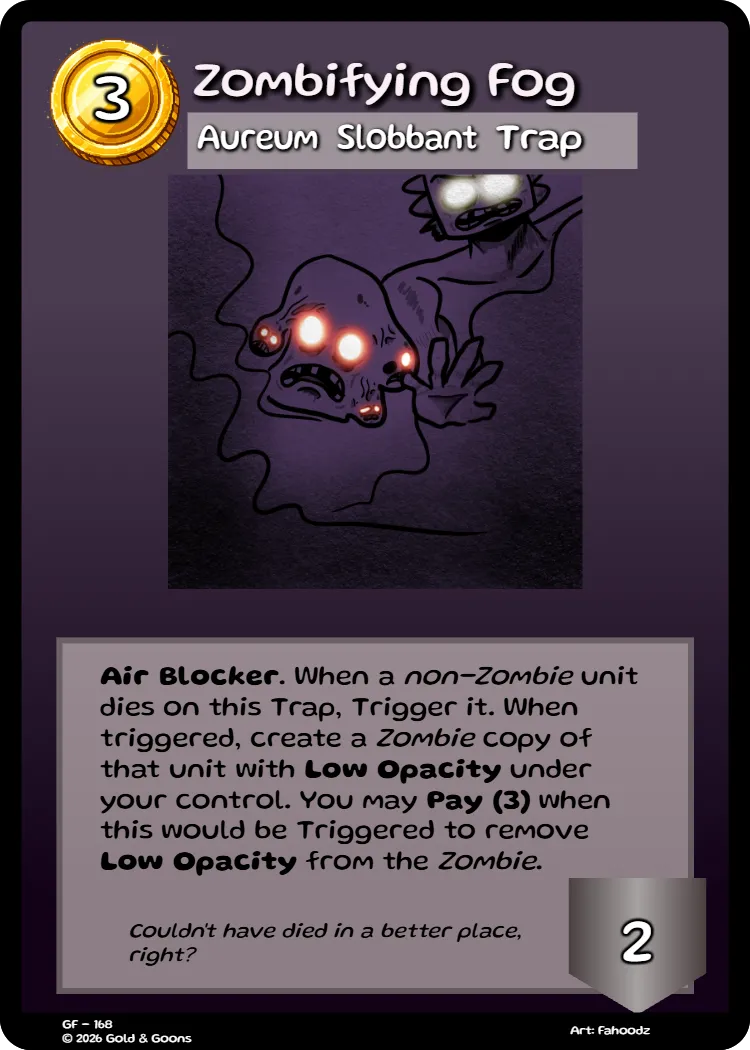 3
Zombifying Fog
Aureum Slobbant Trap
Air Blocker. When a non-Zombie unit
dies on this Trap, Trigger it. When
triggered, create a Zombie copy of
that unit with Low Opacity under
your control. You may Pay (3) when
this would be Triggered to remove
Low Opacity from the Zombie.
Couldn't have died in a better place,
right?
2
GF - 168
© 2026 Gold & Goons
Art: Fahoodz